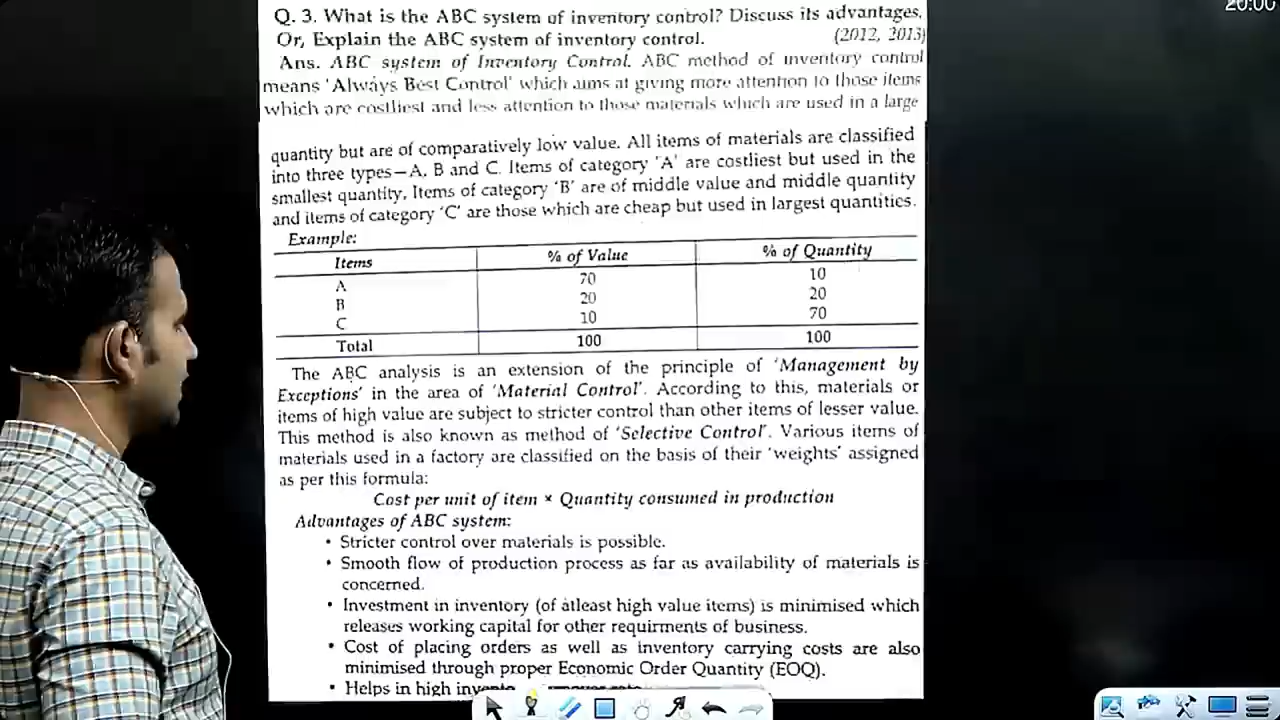 20:00
Q. 3. What is the ABC system of inventory control? Discuss its advantages.
Or, Explain the ABC system of inventory control. (2012, 2013)
Ans. ABC system of Inventory Control. ABC method of inventory control
means 'Always Best Control' which aims at giving more attention to those items
which are costliest and less attention to those materials which are used in a large
quantity but are of comparatively low value. All items of materials are classified
into three types—A, B and C. Items of category 'A' are costliest but used in the
smallest quantity. Items of category 'B' are of middle value and middle quantity
and items of category 'C' are those which are cheap but used in largest quantities.
Example:
Items % of Value % of Quantity
A 70 10
B 20 20
C 10 70
Total 100 100
The ABC analysis is an extension of the principle of 'Management by
Exceptions' in the area of 'Material Control'. According to this, materials or
items of high value are subject to stricter control than other items of lesser value.
This method is also known as method of 'Selective Control'. Various items of
materials used in a factory are classified on the basis of their 'weights' assigned
as per this formula:
Cost per unit of item × Quantity consumed in production
Advantages of ABC system:
• Stricter control over materials is possible.
• Smooth flow of production process as far as availability of materials is
concerned.
• Investment in inventory (of atleast high value items) is minimised which
releases working capital for other requirments of business.
• Cost of placing orders as well as inventory carrying costs are also
minimised through proper Economic Order Quantity (EOQ).
• Helps in high